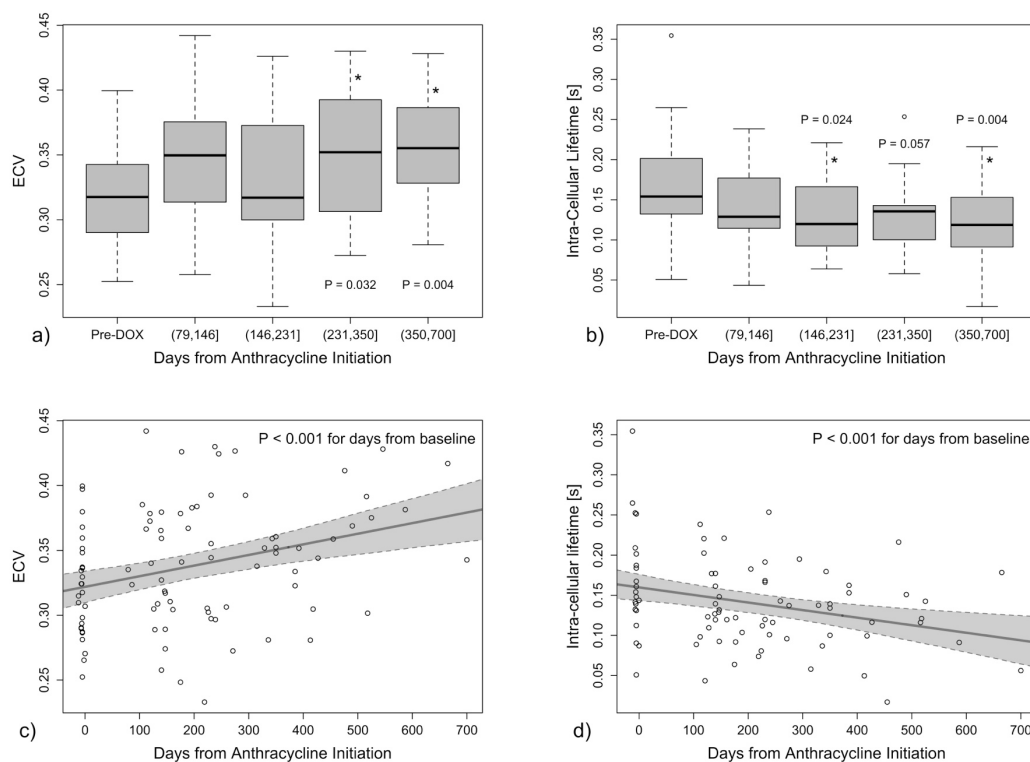 0.45
0.40
0.35
0.30
0.25
ECV
*
*
P = 0.032
P = 0.004
Pre-DOX
(79,146]
(146,231]
(231,350]
(350,700]
a)
Days from Anthracycline Initiation
0.35
0.30
0.25
0.20
0.15
0.10
0.05
Intra-Cellular Lifetime [s]
P = 0.024
P = 0.004
P = 0.057
*
*
Pre-DOX
(79,146]
(146,231]
(231,350]
(350,700]
b)
Days from Anthracycline Initiation
0.45
0.40
0.35
0.30
0.25
ECV
P < 0.001 for days from baseline
0
100
200
300
400
500
600
700
c)
Days from Anthracycline Initiation
0.35
0.30
0.25
0.20
0.15
0.10
0.05
Intra-cellular lifetime [s]
P < 0.001 for days from baseline
0
100
200
300
400
500
600
700
d)
Days from Anthracycline Initiation